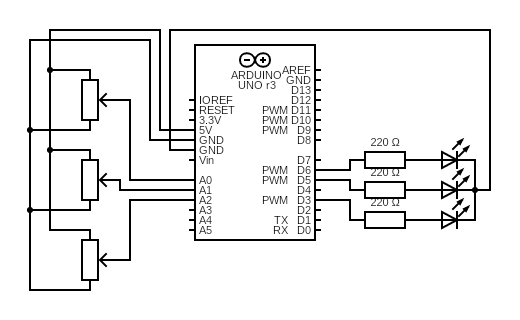 ARDUINO
UNO r3
AREF
GND
D13
IOREF D12
RESET PWM D11
3.3V PWM D10
5V PWM D9
GND D8
GND
Vin D7
PWM D6
A0 PWM D5
A1 D4
A2 PWM D3
A3 D2
A4 TX D1
A5 RX D0
220 Ω
220 Ω
220 Ω